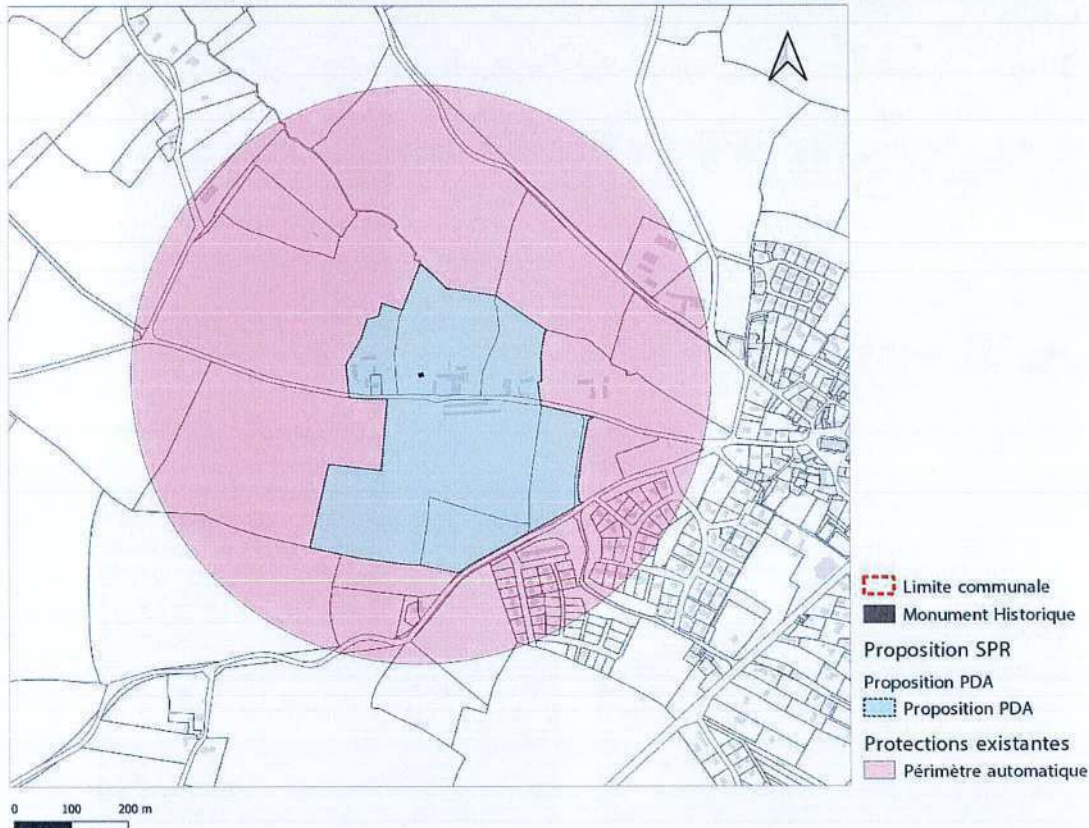 Limite communale
Monument Historique
Proposition SPR
Proposition PDA
Proposition PDA
Protections existantes
Périmètre automatique
0 100 200 m